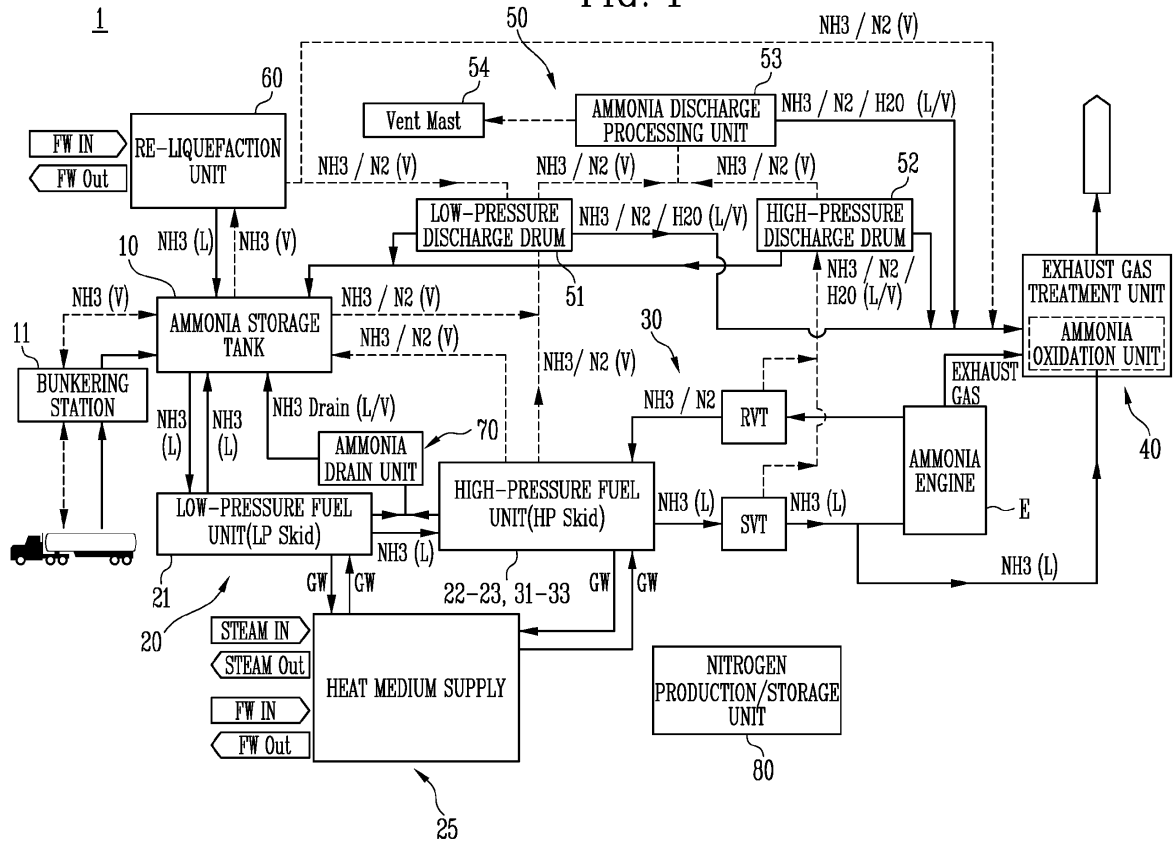 FIG. 1
1
NH3 / N2 (V)
50
54
53
60
Vent Mast
AMMONIA DISCHARGE
PROCESSING UNIT
NH3 / N2 / H20 (L/V)
FW IN
FW Out
RE-LIQUEFACTION
UNIT
NH3 / N2 (V)
NH3 / N2 (V)
NH3 / N2 (V)
52
LOW-PRESSURE
DISCHARGE DRUM
NH3 / N2 / H20 (L/V)
HIGH-PRESSURE
DISCHARGE DRUM
NH3 (L)
NH3 (V)
10
51
NH3 / N2 /
H20 (L/V)
EXHAUST GAS
TREATMENT UNIT
AMMONIA
OXIDATION UNIT
40
NH3 (V)
AMMONIA STORAGE
TANK
NH3 / N2 (V)
NH3 / N2 (V)
30
11
BUNKERING
STATION
NH3/ N2 (V)
EXHAUST
GAS
NH3
(L)
NH3
(L)
NH3 Drain (L/V)
NH3 / N2
RVT
AMMONIA
DRAIN UNIT
70
AMMONIA
ENGINE
E
LOW-PRESSURE FUEL
UNIT(LP Skid)
HIGH-PRESSURE FUEL
UNIT(HP Skid)
NH3 (L)
SVT
NH3 (L)
NH3 (L)
NH3 (L)
21
GW
GW
22-23, 31-33
GW
GW
20
STEAM IN
STEAM Out
FW IN
FW Out
HEAT MEDIUM SUPPLY
25
NITROGEN
PRODUCTION/STORAGE
UNIT
80